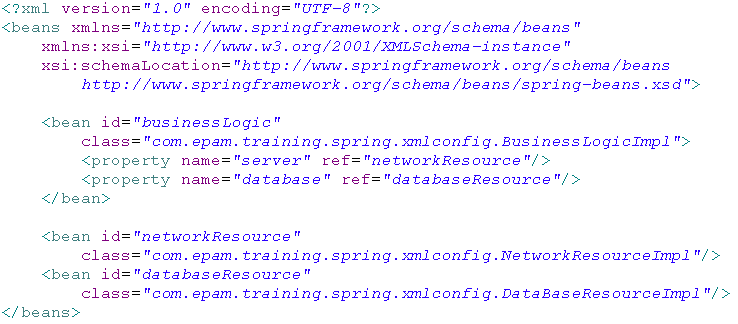 <?xml version="1.0" encoding="UTF-8"?>
<beans xmlns="http://www.springframework.org/schema/beans"
    xmlns:xsi="http://www.w3.org/2001/XMLSchema-instance"
    xsi:schemaLocation="http://www.springframework.org/schema/beans
        http://www.springframework.org/schema/beans/spring-beans.xsd">

    <bean id="businessLogic"
        class="com.epam.training.spring.xmlconfig.BusinessLogicImpl">
        <property name="server" ref="networkResource"/>
        <property name="database" ref="databaseResource"/>
    </bean>

    <bean id="networkResource"
        class="com.epam.training.spring.xmlconfig.NetworkResourceImpl"/>
    <bean id="databaseResource"
        class="com.epam.training.spring.xmlconfig.DataBaseResourceImpl"/>
</beans>